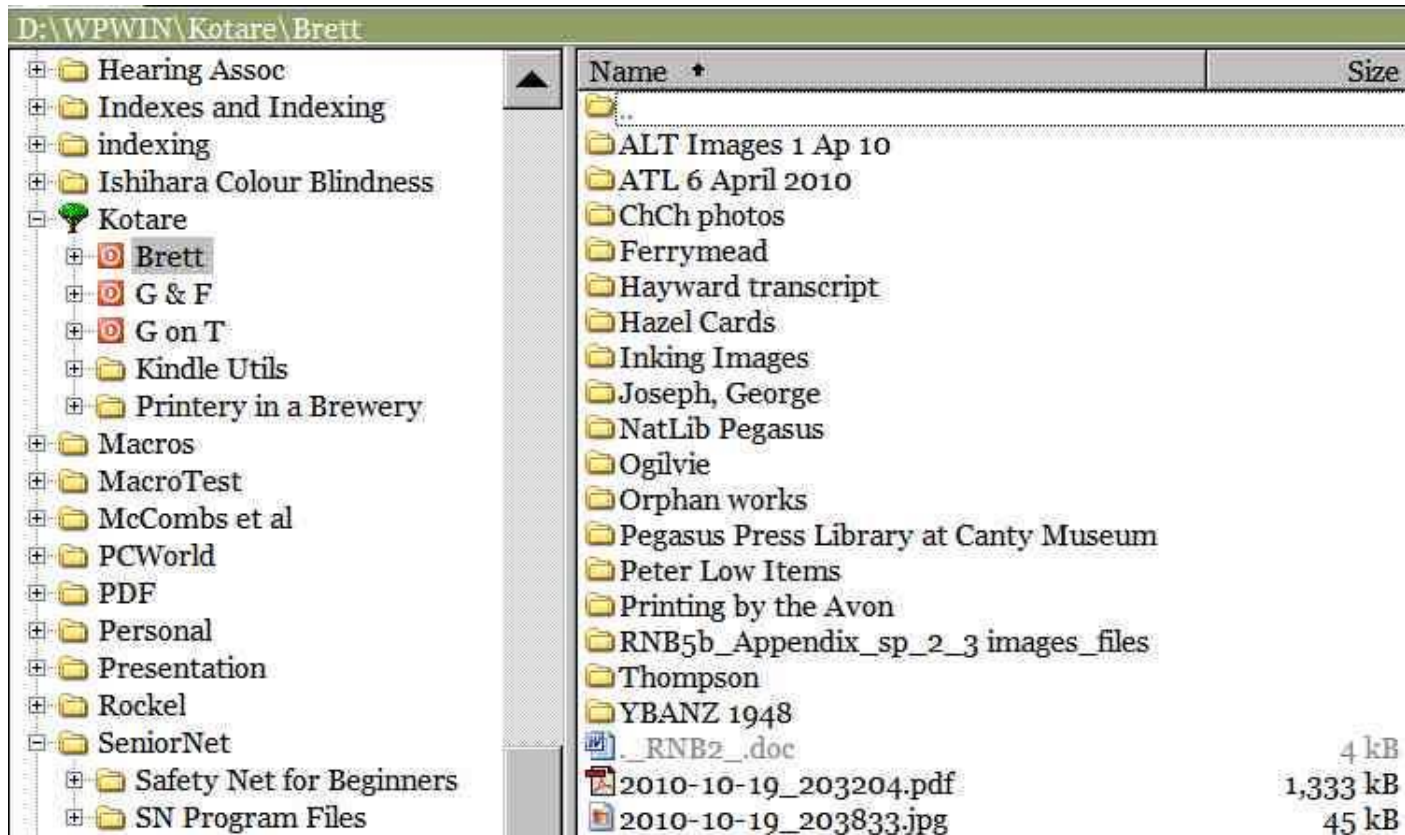 D:\WPWIN\Kotare\Brett
Hearing Assoc
Indexes and Indexing
indexing
Ishihara Colour Blindness
Kotare
Brett
G & F
G on T
Kindle Utils
Printery in a Brewery
Macros
MacroTest
McCombs et al
PCWorld
PDF
Personal
Presentation
Rockel
SeniorNet
Safety Net for Beginners
SN Program Files
Name Size
..
ALT Images 1 Ap 10
ATL 6 April 2010
ChCh photos
Ferrymead
Hayward transcript
Hazel Cards
Inking Images
Joseph, George
NatLib Pegasus
Ogilvie
Orphan works
Pegasus Press Library at Canty Museum
Peter Low Items
Printing by the Avon
RNB5b_Appendix_sp_2_3 images_files
Thompson
YBANZ 1948
._RNB2_.doc 4 kB
2010-10-19_203204.pdf 1,333 kB
2010-10-19_203833.jpg 45 kB